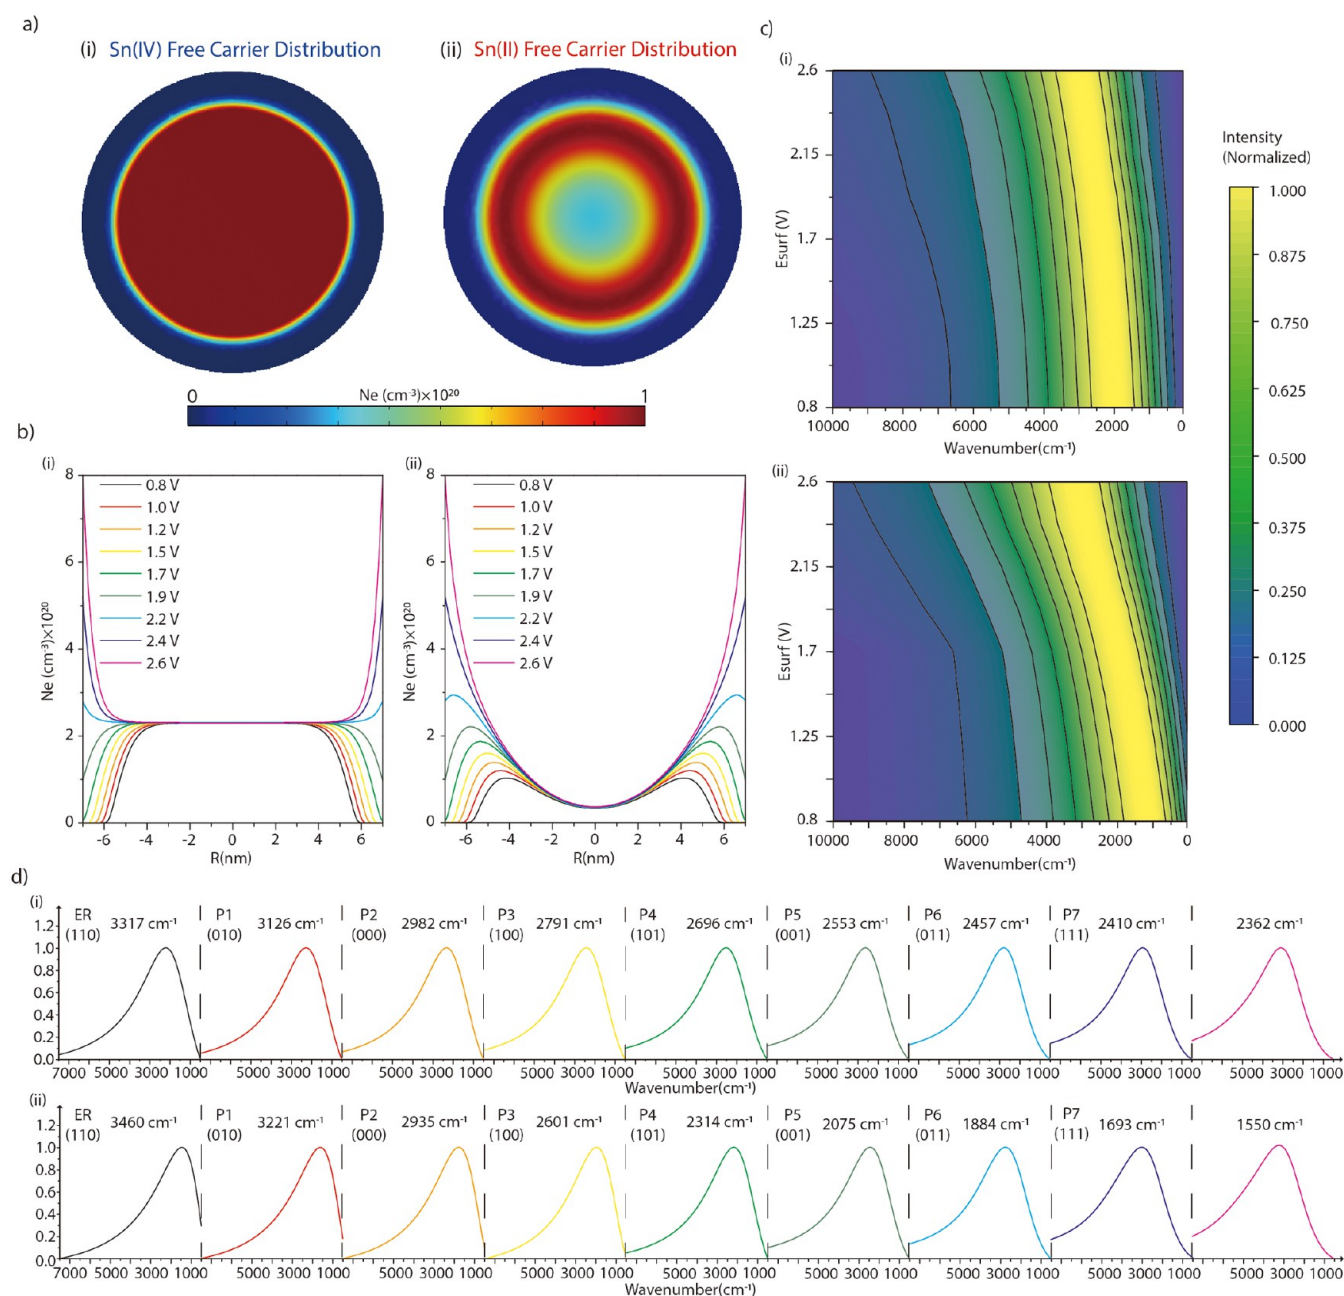 a)
(i) Sn(IV) Free Carrier Distribution
(ii) Sn(II) Free Carrier Distribution
0 Ne (cm⁻³)×10²⁰ 1
b)
(i)
8
6
4
2
0
Ne (cm⁻³)×10²⁰
0.8 V
1.0 V
1.2 V
1.5 V
1.7 V
1.9 V
2.2 V
2.4 V
2.6 V
-6 -4 -2 0 2 4 6
R(nm)
(ii)
8
6
4
2
0
Ne (cm⁻³)×10²⁰
0.8 V
1.0 V
1.2 V
1.5 V
1.7 V
1.9 V
2.2 V
2.4 V
2.6 V
-6 -4 -2 0 2 4 6
R(nm)
c)
(i)
2.6
2.15
1.7
1.25
0.8
Esurf (V)
10000 8000 6000 4000 2000 0
Wavenumber(cm⁻¹)
(ii)
2.6
2.15
1.7
1.25
0.8
Esurf (V)
10000 8000 6000 4000 2000 0
Wavenumber(cm⁻¹)
Intensity
(Normalized)
1.000
0.875
0.750
0.625
0.500
0.375
0.250
0.125
0.000
d)
(i)
1.2
1.0
0.8
0.6
0.4
0.2
0.0
ER P1 P2 P3 P4 P5 P6 P7
3317 cm⁻¹ 3126 cm⁻¹ 2982 cm⁻¹ 2791 cm⁻¹ 2696 cm⁻¹ 2553 cm⁻¹ 2457 cm⁻¹ 2410 cm⁻¹ 2362 cm⁻¹
(110) (010) (000) (100) (101) (001) (011) (111)
7000 5000 3000 1000 5000 3000 1000 5000 3000 1000 5000 3000 1000 5000 3000 1000 5000 3000 1000 5000 3000 1000 5000 3000 1000 5000 3000 1000
Wavenumber(cm⁻¹)
(ii)
1.2
1.0
0.8
0.6
0.4
0.2
0.0
ER P1 P2 P3 P4 P5 P6 P7
3460 cm⁻¹ 3221 cm⁻¹ 2935 cm⁻¹ 2601 cm⁻¹ 2314 cm⁻¹ 2075 cm⁻¹ 1884 cm⁻¹ 1693 cm⁻¹ 1550 cm⁻¹
(110) (010) (000) (100) (101) (001) (011) (111)
7000 5000 3000 1000 5000 3000 1000 5000 3000 1000 5000 3000 1000 5000 3000 1000 5000 3000 1000 5000 3000 1000 5000 3000 1000 5000 3000 1000
Wavenumber(cm⁻¹)